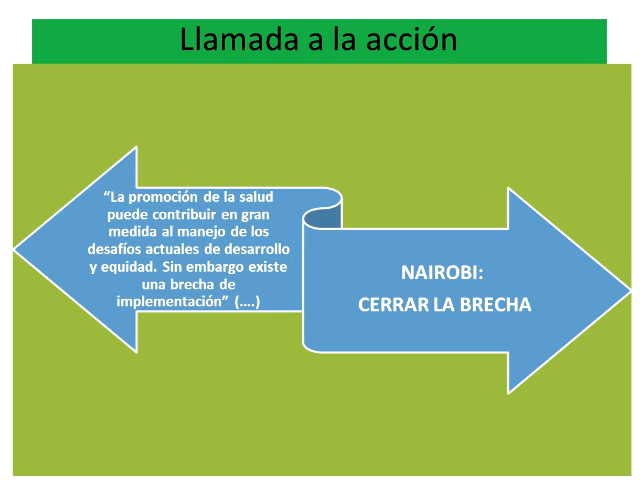 Llamada a la acción
“La promoción de la salud
puede contribuir en gran
medida al manejo de los
desafíos actuales de desarrollo
y equidad. Sin embargo existe
una brecha de
implementación” (….)
NAIROBI:
CERRAR LA BRECHA